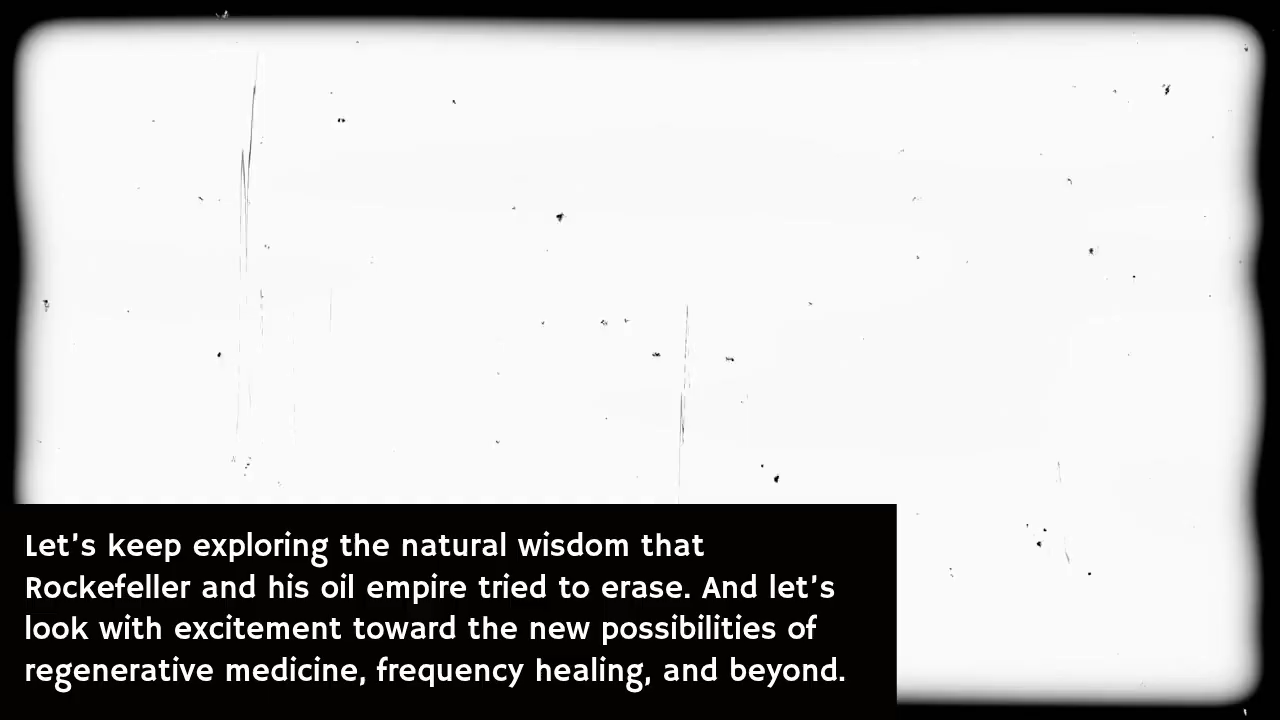 Let's keep exploring the natural wisdom that
Rockefeller and his oil empire tried to erase. And let's
look with excitement toward the new possibilities of
regenerative medicine, frequency healing, and beyond.